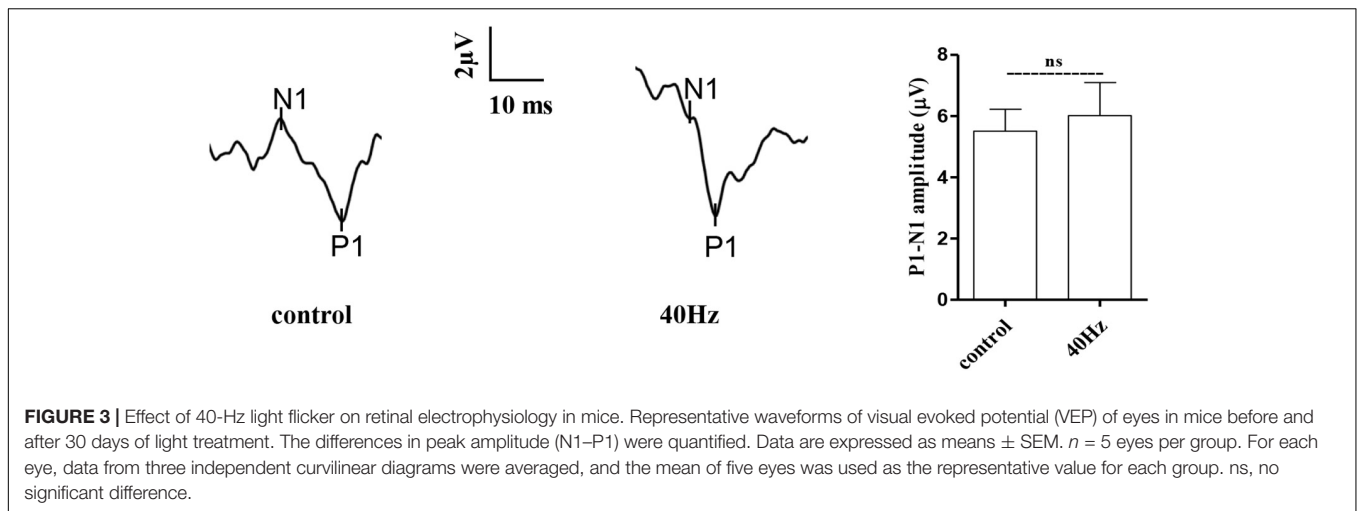 N1
P1
control
2μV
10 ms
N1
P1
40Hz
8
6
4
2
0
P1-N1 amplitude (μV)
ns
control
40Hz
FIGURE 3 | Effect of 40-Hz light flicker on retinal electrophysiology in mice. Representative waveforms of visual evoked potential (VEP) of eyes in mice before and
after 30 days of light treatment. The differences in peak amplitude (N1–P1) were quantified. Data are expressed as means ± SEM. n = 5 eyes per group. For each
eye, data from three independent curvilinear diagrams were averaged, and the mean of five eyes was used as the representative value for each group. ns, no
significant difference.